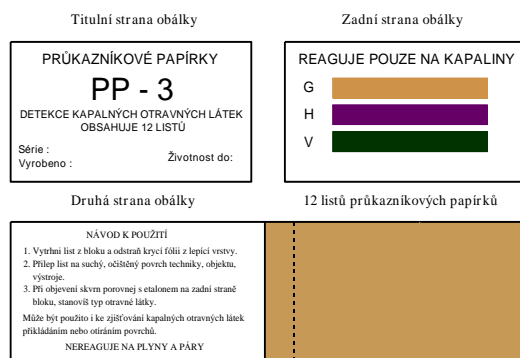 Titulní strana obálky
Zadní strana obálky
PRŮKAZNÍKOVÉ PAPÍRKY
PP - 3
DETEKCE KAPALNÝCH OTRAVNÝCH LÁTEK
OBSAHUJE 12 LISTŮ
Série :
Vyrobeno :
Životnost do:
REAGUJE POUZE NA KAPALINY
G
H
V
Druhá strana obálky
12 listů průkazníkových papírků
NÁVOD K POUŽITÍ
1. Vytrhni list z bloku a odstraň krycí fólii z lepící vrstvy.
2. Přilep list na suchý, očištěný povrch techniky, objektu,
výstroje.
3. Při objevení skvrn porovnej s etalonem na zadní straně
bloku, stanovíš typ otravné látky.
Může být použito i ke zjišťování kapalných otravných látek
přikládáním nebo otíráním povrchů.
NEREAGUJE NA PLYNY A PÁRY